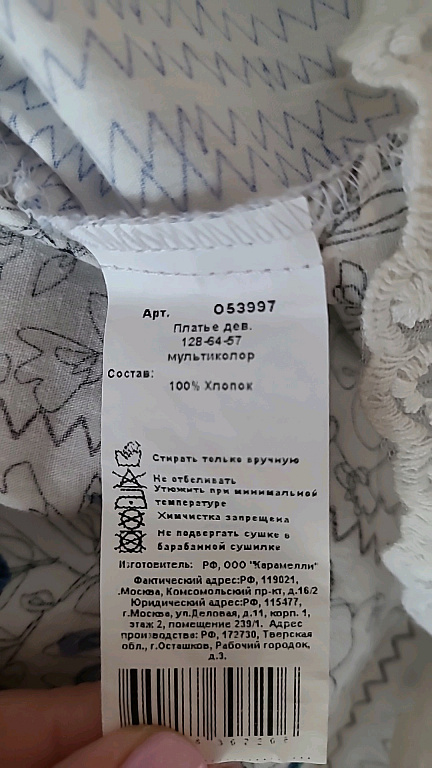 Арт. О53997
Платье дев.
128-64-57
мультиколор
Состав:
100% Хлопок
Стирать только вручную
Не отбеливать
Утюжить при минимальной
температуре
Химчистка запрещена
Не подвергать сушке в
барабанной сушилке
Изготовитель: РФ, ООО "Карамелли"
Фактический адрес:РФ, 119021,
.Москва, Комсомольский пр-кт, д.16/2
Юридический адрес:РФ, 115477,
г.Москва, ул.Деловая, д.11, корп. 1,
этаж 2, помещение 239/1. Адрес
производства: РФ, 172730, Тверская
обл., г.Осташков, Рабочий городок,
д.3.